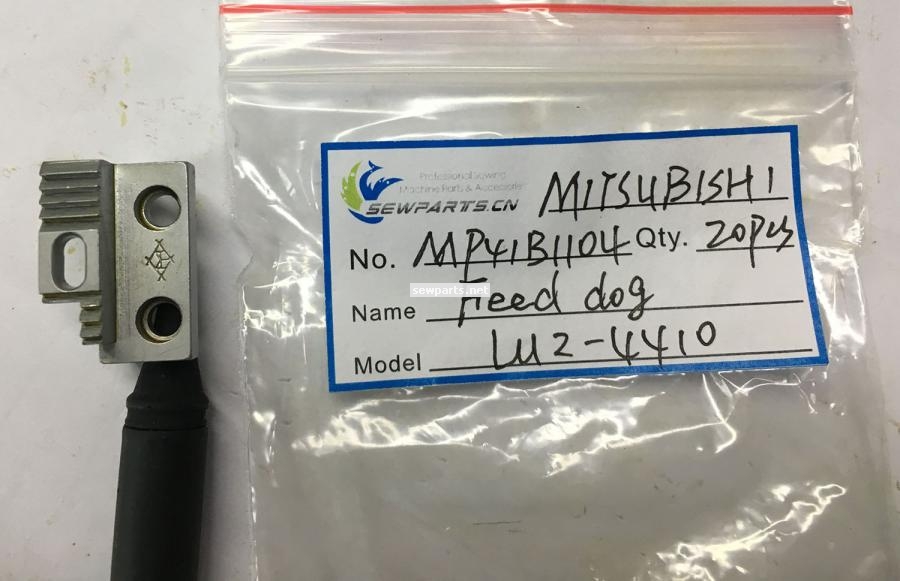 Professional Sewing
Machine Parts & Accessories
SEWPARTS.CN MITSUBISHI
No. MP41B1104 Qty. 20pcs
sewparts.net
Name Feed dog
Model LU2-4410